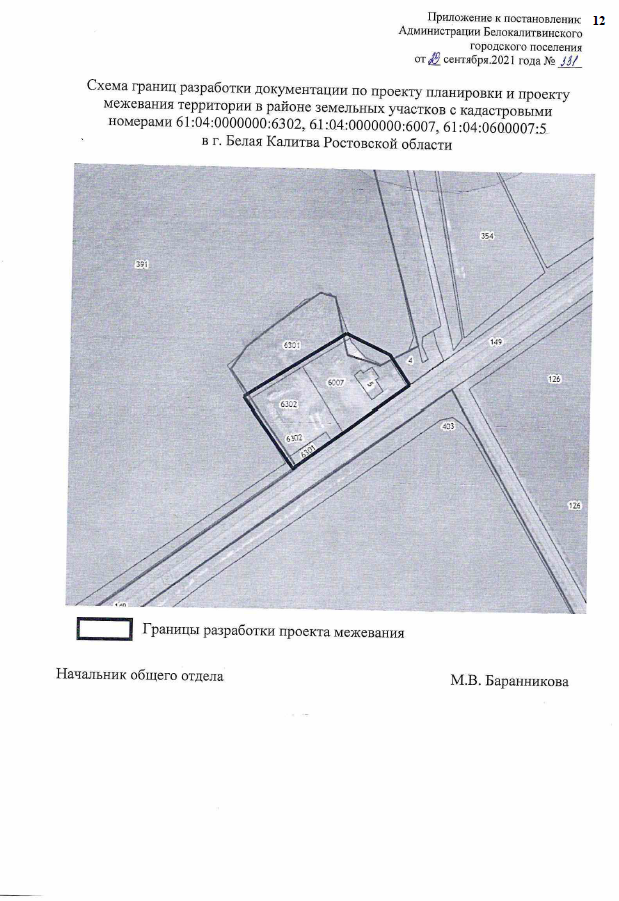 Приложение к постановлению 12
Администрации Белокалитвинского
городского поселения
от сентября.2021 года №
Схема границ разработки документации по проекту планировки и проекту
межевания территории в районе земельных участков с кадастровыми
номерами 61:04:0000000:6302, 61:04:0000000:6007, 61:04:0600007:5
в г. Белая Калитва Ростовской области
354
391
149
6301
4
126
6007
5
6302
403
6302
6301
126
Границы разработки проекта межевания
Начальник общего отдела М.В. Баранникова